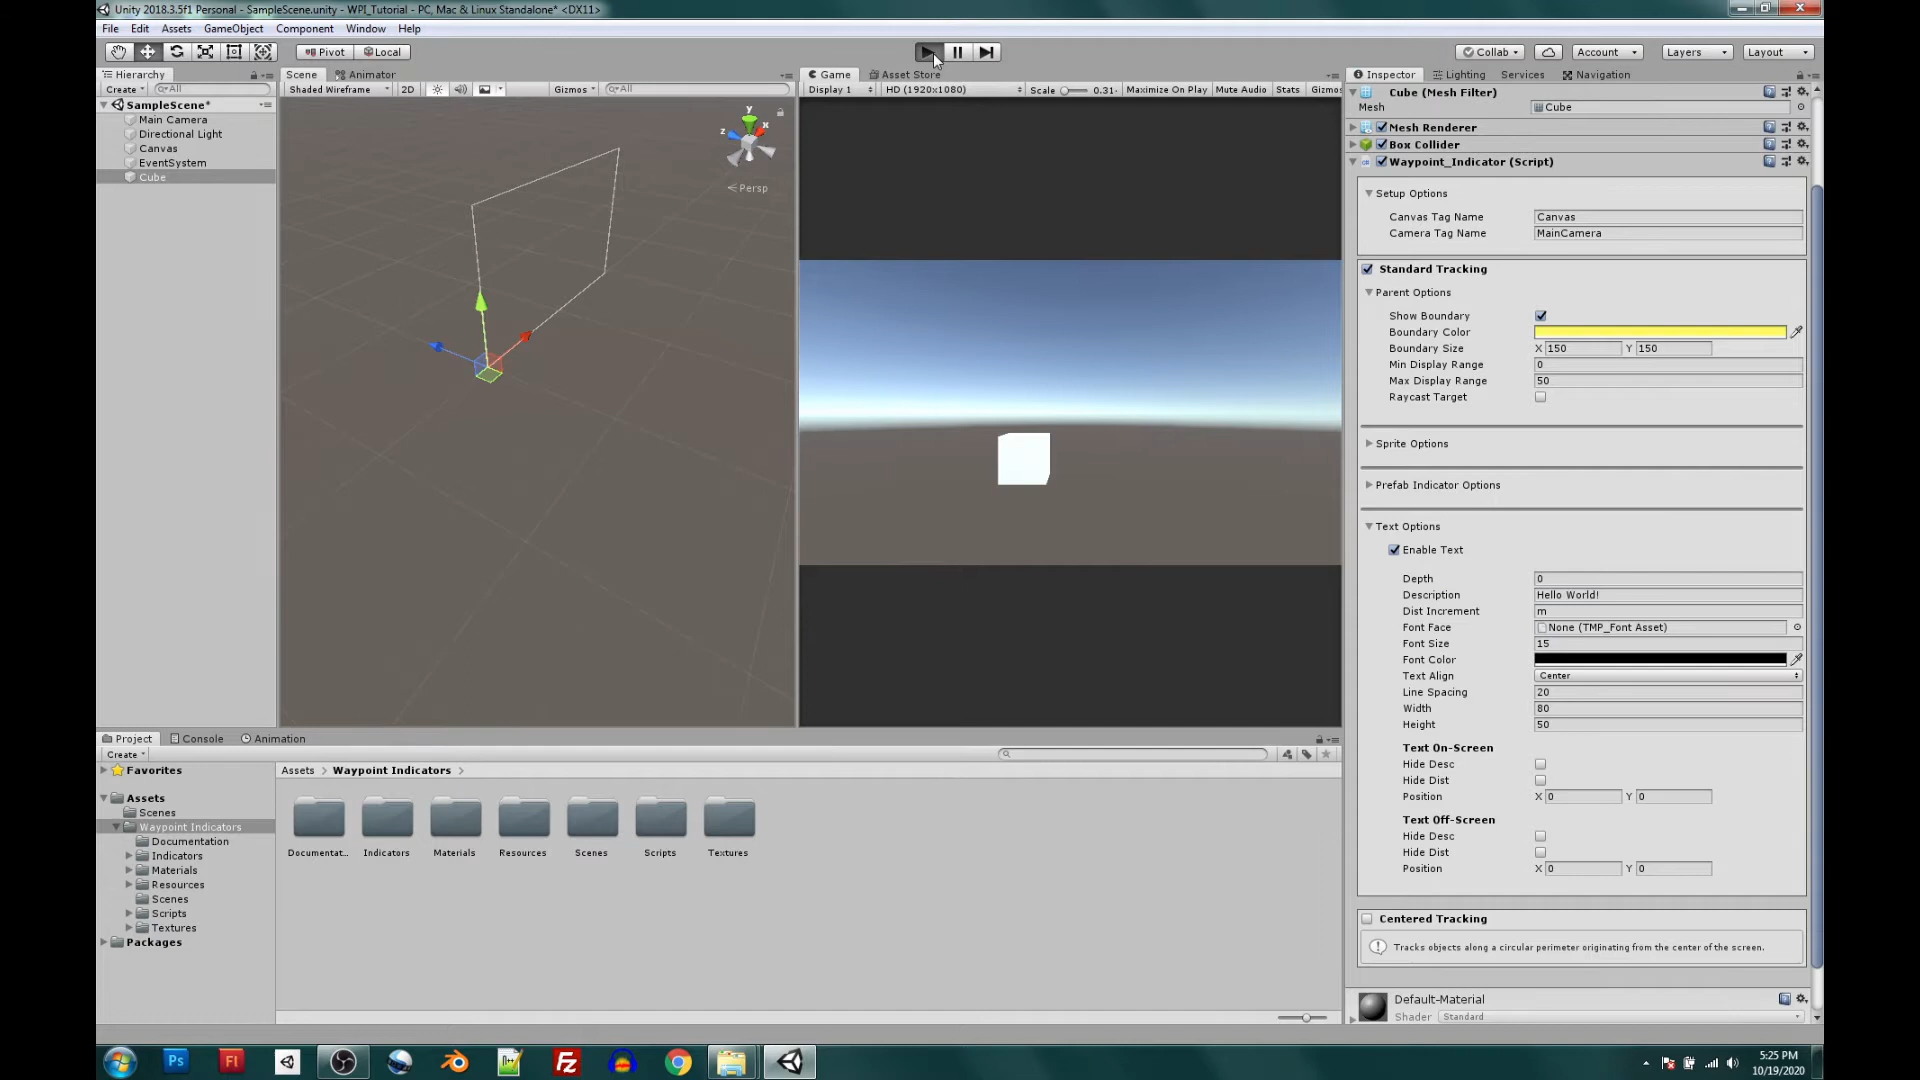 Unity 2018.3.5f1 Personal - SampleScene.unity - WPI_Tutorial - PC, Mac & Linux Standalone* <DX11>
File Edit Assets GameObject Component Window Help
Pivot Local Collab Account Layers Layout
Hierarchy
Create All
SampleScene*
Main Camera
Directional Light
Canvas
EventSystem
Cube
Scene Animator
Shaded Wireframe 2D Gizmos All
y
x
z
Persp
Game Asset Store
Display 1 HD (1920x1080) Scale 0.31 Maximize On Play Mute Audio Stats Gizmos
Inspector Lighting Services Navigation
Cube (Mesh Filter)
Mesh Cube
Mesh Renderer
Box Collider
Waypoint_Indicator (Script)
Setup Options
Canvas Tag Name Canvas
Camera Tag Name MainCamera
Standard Tracking
Parent Options
Show Boundary
Boundary Color
Boundary Size X 150 Y 150
Min Display Range 0
Max Display Range 50
Raycast Target
Sprite Options
Prefab Indicator Options
Text Options
Enable Text
Depth 0
Description Hello World!
Dist Increment m
Font Face None (TMP_Font Asset)
Font Size 15
Font Color
Text Align Center
Line Spacing 20
Width 80
Height 50
Text On-Screen
Hide Desc
Hide Dist
Position X 0 Y 0
Text Off-Screen
Hide Desc
Hide Dist
Position X 0 Y 0
Centered Tracking
Tracks objects along a circular perimeter originating from the center of the screen.
Default-Material
Shader Standard
Project Console Animation
Create
Favorites
Assets
Scenes
Waypoint Indicators
Documentation
Indicators
Materials
Resources
Scenes
Scripts
Textures
Packages
Assets > Waypoint Indicators >
Documentat... Indicators Materials Resources Scenes Scripts Textures
Ps Fl Fz
5:25 PM
10/19/2020